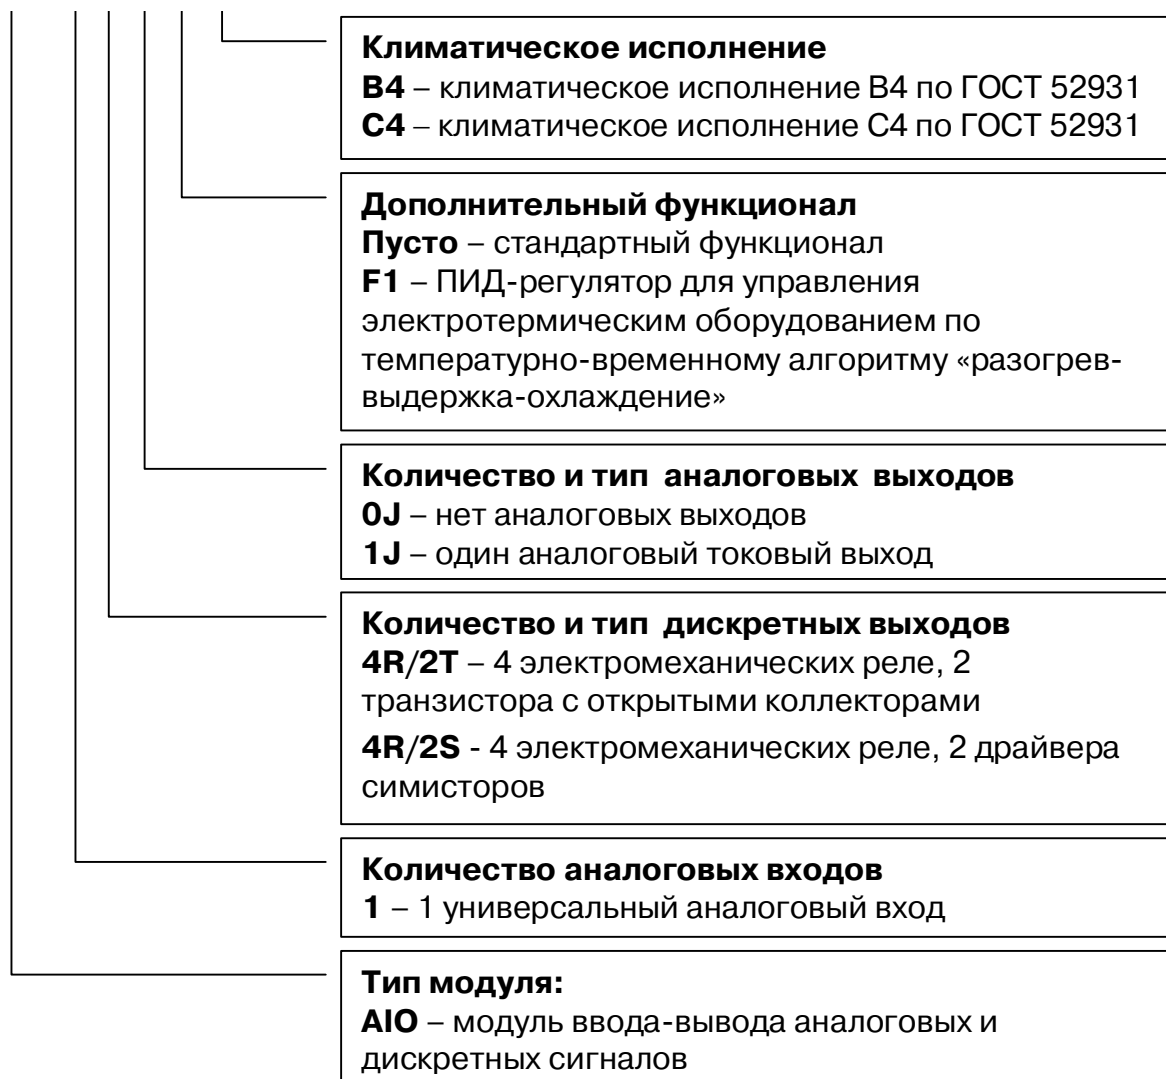 Климатическое исполнение
В4 – климатическое исполнение В4 по ГОСТ 52931
С4 – климатическое исполнение С4 по ГОСТ 52931
Дополнительный функционал
Пусто – стандартный функционал
F1 – ПИД-регулятор для управления
электротермическим оборудованием по
температурно-временному алгоритму «разогрев-
выдержка-охлаждение»
Количество и тип аналоговых выходов
0J – нет аналоговых выходов
1J – один аналоговый токовый выход
Количество и тип дискретных выходов
4R/2T – 4 электромеханических реле, 2
транзистора с открытыми коллекторами
4R/2S - 4 электромеханических реле, 2 драйвера
симисторов
Количество аналоговых входов
1 – 1 универсальный аналоговый вход
Тип модуля:
AIO – модуль ввода-вывода аналоговых и
дискретных сигналов